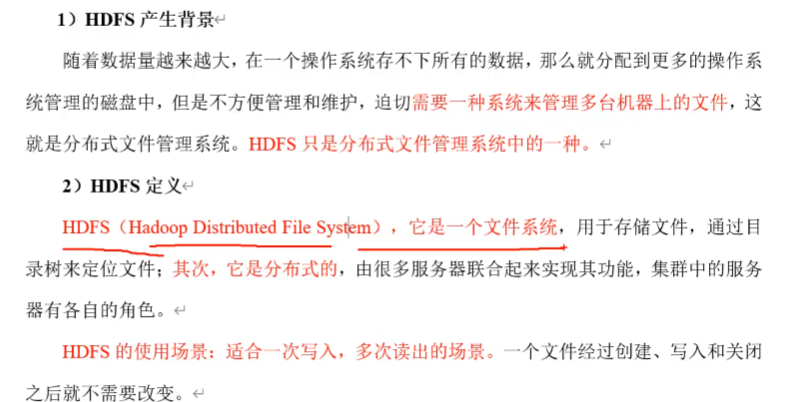 1）HDFS 产生背景
随着数据量越来越大，在一个操作系统存不下所有的数据，那么就分配到更多的操作系
统管理的磁盘中，但是不方便管理和维护，迫切需要一种系统来管理多台机器上的文件，这
就是分布式文件管理系统。HDFS 只是分布式文件管理系统中的一种。
2）HDFS 定义
HDFS（Hadoop Distributed File System），它是一个文件系统，用于存储文件，通过目
录树来定位文件；其次，它是分布式的，由很多服务器联合起来实现其功能，集群中的服务
器有各自的角色。
HDFS 的使用场景：适合一次写入，多次读出的场景。一个文件经过创建、写入和关闭
之后就不需要改变。